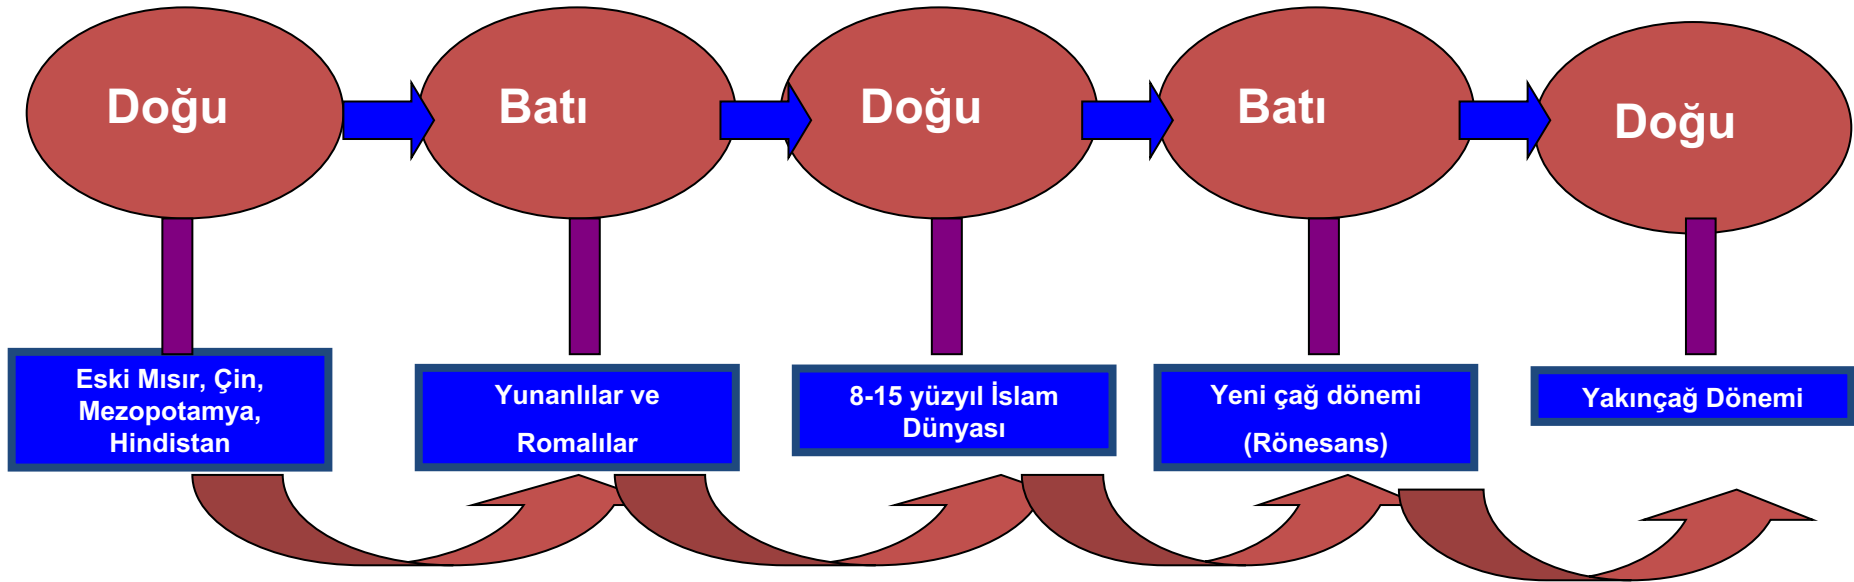 Doğu
Batı
Doğu
Batı
Doğu
Eski Mısır, Çin,
Mezopotamya,
Hindistan
Yunanlılar ve
Romalılar
8-15 yüzyıl İslam
Dünyası
Yeni çağ dönemi
(Rönesans)
Yakınçağ Dönemi